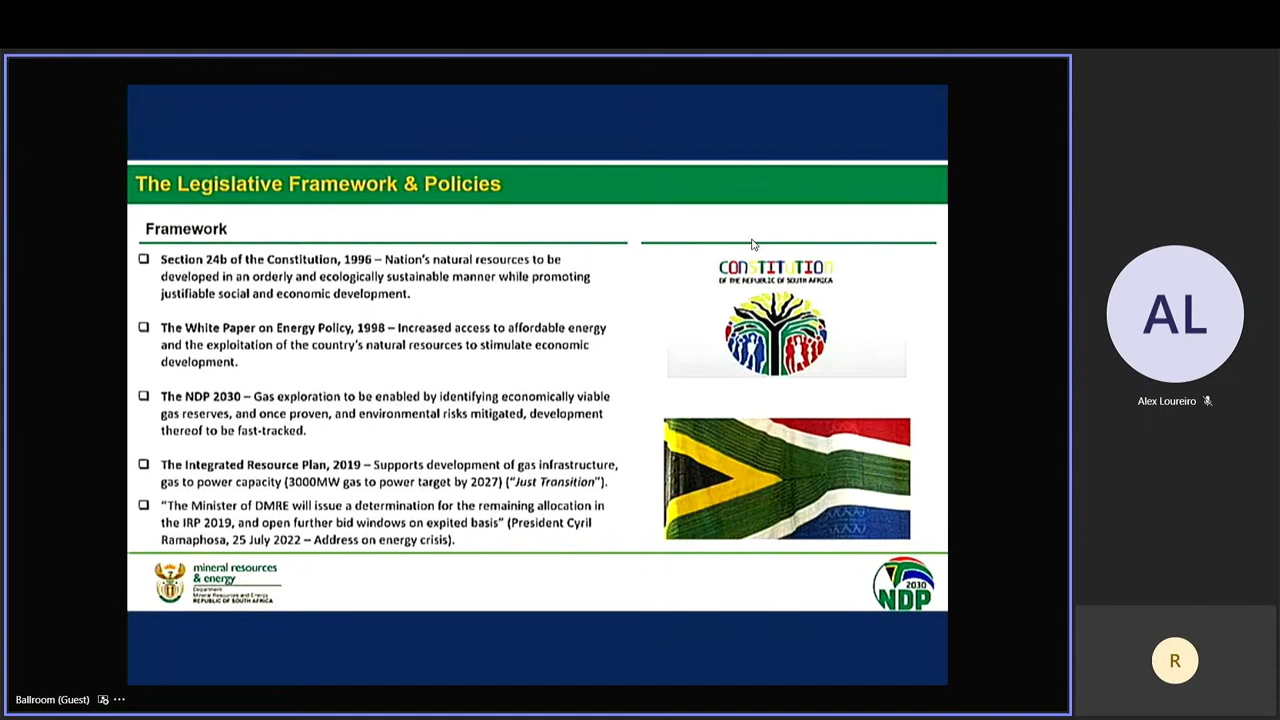 The Legislative Framework & Policies
Framework
Section 24b of the Constitution, 1996 – Nation's natural resources to be
developed in an orderly and ecologically sustainable manner while promoting
justifiable social and economic development.
The White Paper on Energy Policy, 1998 – Increased access to affordable energy
and the exploitation of the country's natural resources to stimulate economic
development.
The NDP 2030 – Gas exploration to be enabled by identifying economically viable
gas reserves, and once proven, and environmental risks mitigated, development
thereof to be fast-tracked.
The Integrated Resource Plan, 2019 – Supports development of gas infrastructure,
gas to power capacity (3000MW gas to power target by 2027) ("Just Transition").
"The Minister of DMRE will issue a determination for the remaining allocation in
the IRP 2019, and open further bid windows on expited basis" (President Cyril
Ramaphosa, 25 July 2022 – Address on energy crisis).
CONSTITUTION
OF THE REPUBLIC OF SOUTH AFRICA
mineral resources
& energy
Department:
Mineral Resources and Energy
REPUBLIC OF SOUTH AFRICA
2030
NDP
AL
Alex Loureiro
R
Ballroom (Guest)